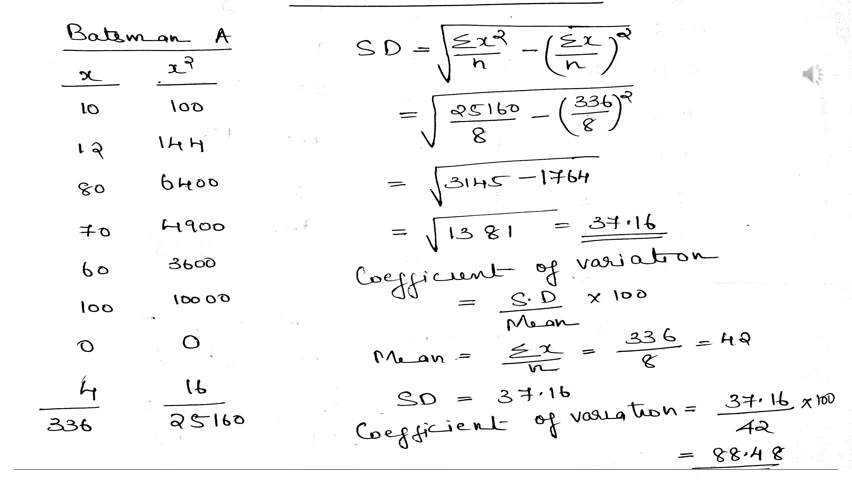 Batsman A
x x²
10 100
12 144
80 6400
70 4900
60 3600
100 10000
0 0
4 16
336 25160
SD = √(Σx²/n − (Σx/n)²)
= √(25160/8 − (336/8)²)
= √(3145 − 1764)
= √1381 = 37.16
Coefficient of variation
= S.D/Mean × 100
Mean = Σx/n = 336/8 = 42
SD = 37.16
Coefficient of variation = 37.16/42 × 100
= 88.48